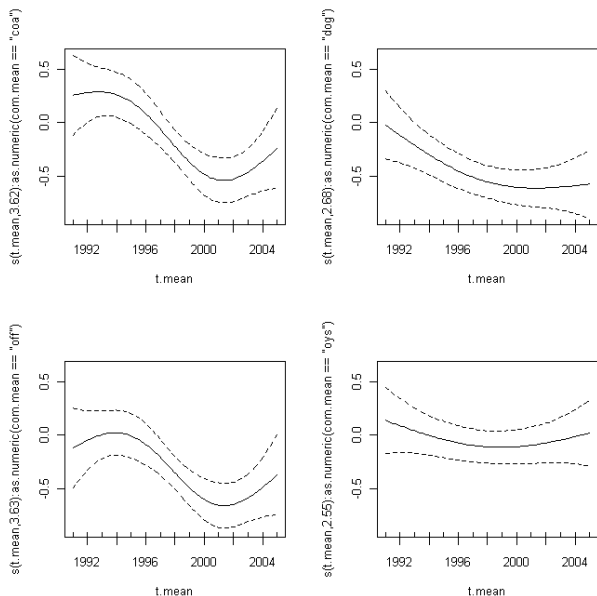 s(t.mean,3.62):as.numeric(com.mean == "coa")
0.5
0.0
-0.5
1992 1996 2000 2004
t.mean
s(t.mean,2.68):as.numeric(com.mean == "dog")
0.5
0.0
-0.5
1992 1996 2000 2004
t.mean
s(t.mean,3.63):as.numeric(com.mean == "off")
0.5
0.0
-0.5
1992 1996 2000 2004
t.mean
s(t.mean,2.55):as.numeric(com.mean == "oys")
0.5
0.0
-0.5
1992 1996 2000 2004
t.mean